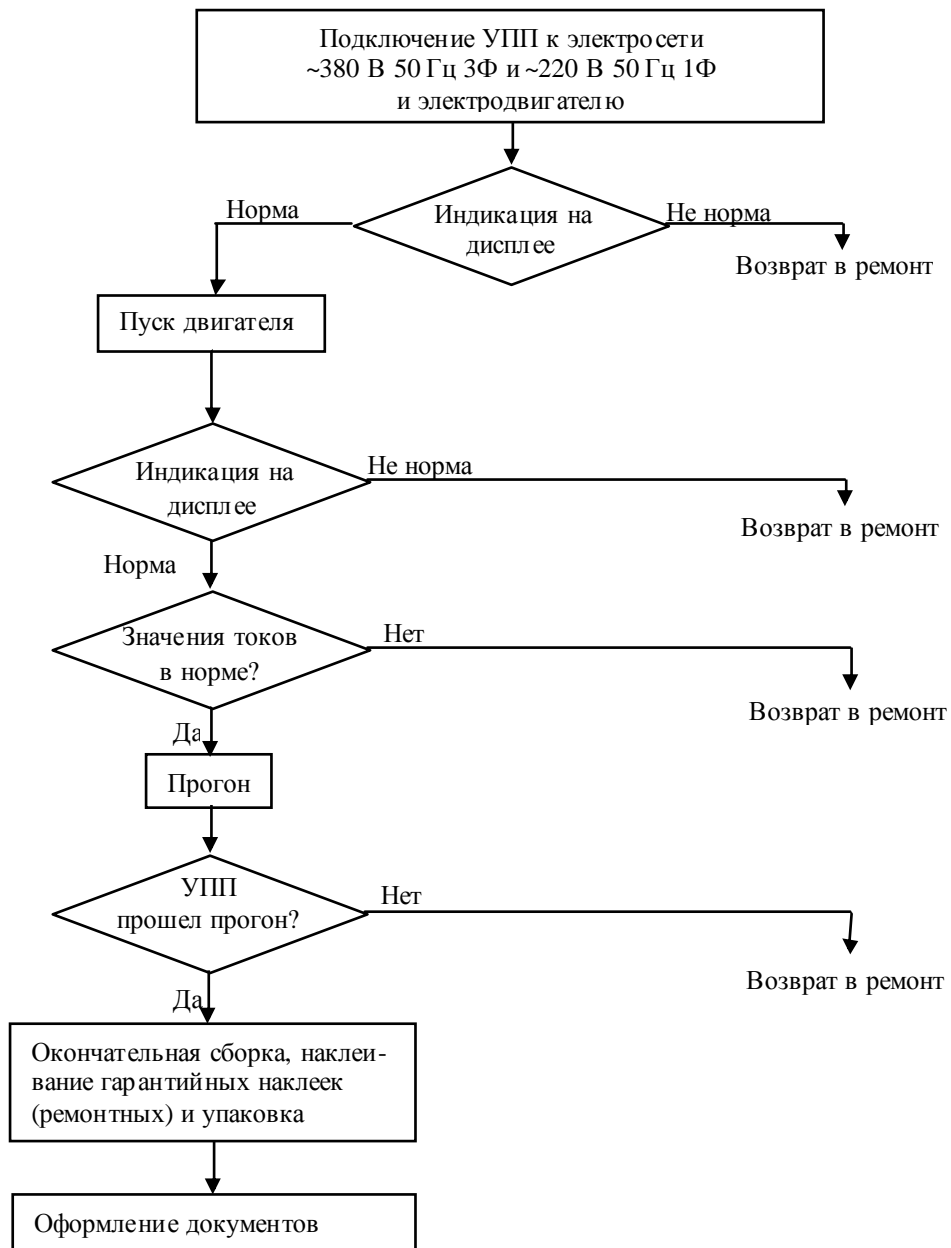 Подключение УПП к электросети
~380 В 50 Гц 3Ф и ~220 В 50 Гц 1Ф
и электродвигателю
Норма
Индикация на
дисплее
Не норма
Возврат в ремонт
Пуск двигателя
Индикация на
дисплее
Не норма
Возврат в ремонт
Норма
Значения токов
в норме?
Нет
Возврат в ремонт
Да
Прогон
УПП
прошел прогон?
Нет
Возврат в ремонт
Да
Окончательная сборка, наклеи-
вание гарантийных наклеек
(ремонтных) и упаковка
Оформление документов